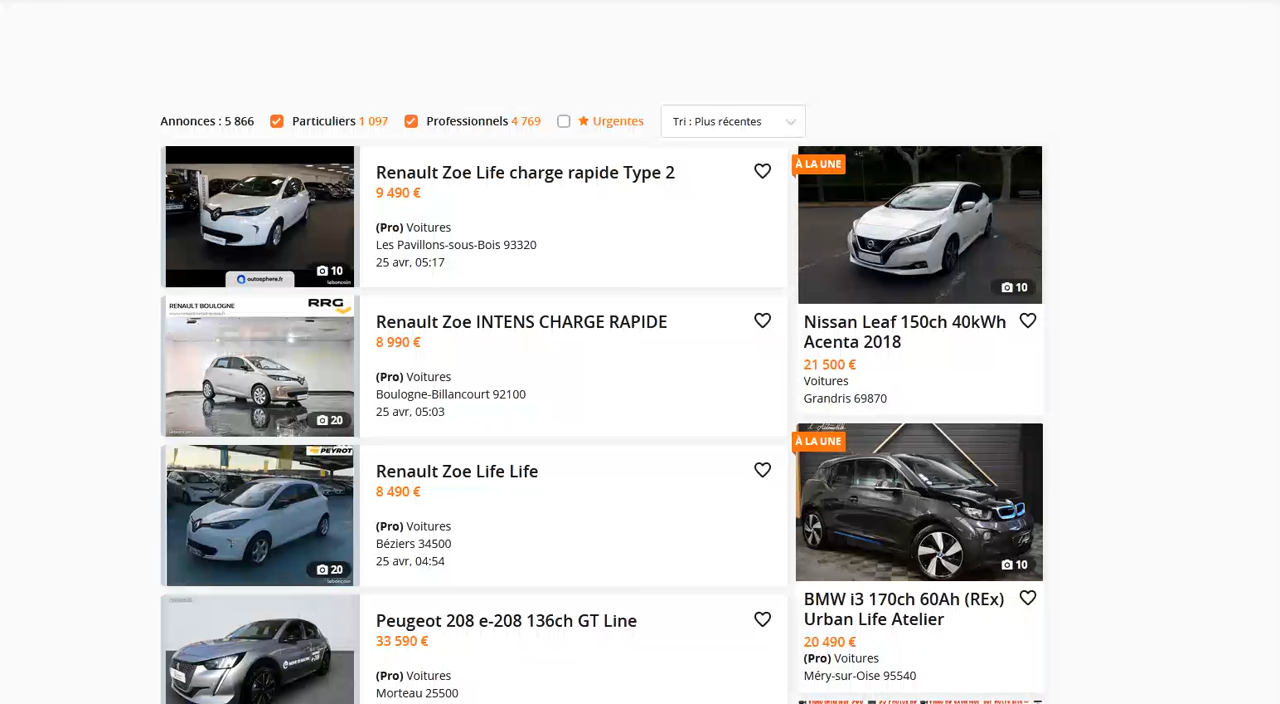 Annonces : 5 866
Particuliers 1 097
Professionnels 4 769
Urgentes
Tri : Plus récentes
10
autosphere.fr
leboncoin
Renault Zoe Life charge rapide Type 2
9 490 €
(Pro) Voitures
Les Pavillons-sous-Bois 93320
25 avr, 05:17
RENAULT BOULOGNE
RRG
20
leboncoin
Renault Zoe INTENS CHARGE RAPIDE
8 990 €
(Pro) Voitures
Boulogne-Billancourt 92100
25 avr, 05:03
PEYROT
20
leboncoin
Renault Zoe Life Life
8 490 €
(Pro) Voitures
Béziers 34500
25 avr, 04:54
Peugeot 208 e-208 136ch GT Line
33 590 €
(Pro) Voitures
Morteau 25500
À LA UNE
10
Nissan Leaf 150ch 40kWh
Acenta 2018
21 500 €
Voitures
Grandris 69870
À LA UNE
10
BMW i3 170ch 60Ah (REx)
Urban Life Atelier
20 490 €
(Pro) Voitures
Méry-sur-Oise 95540